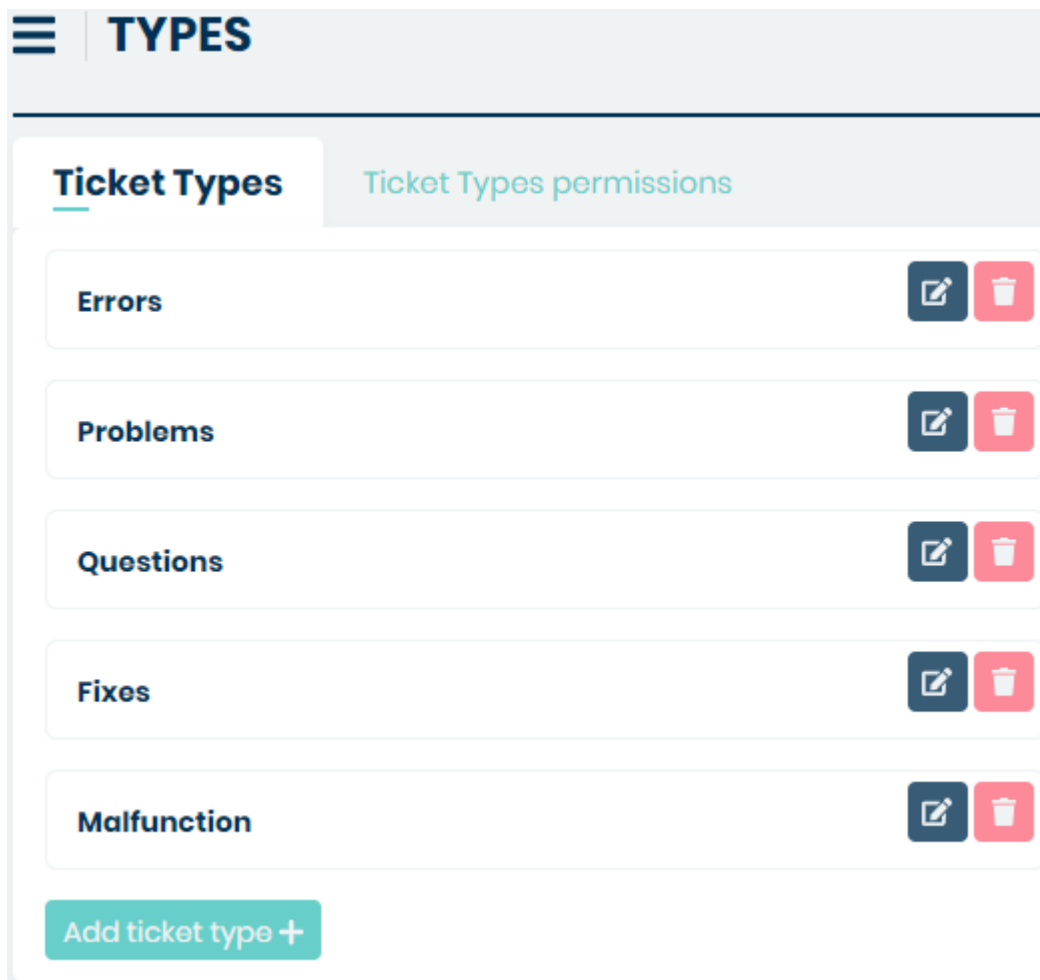 TYPES
Ticket Types
Ticket Types permissions
Errors
Problems
Questions
Fixes
Malfunction
Add ticket type +